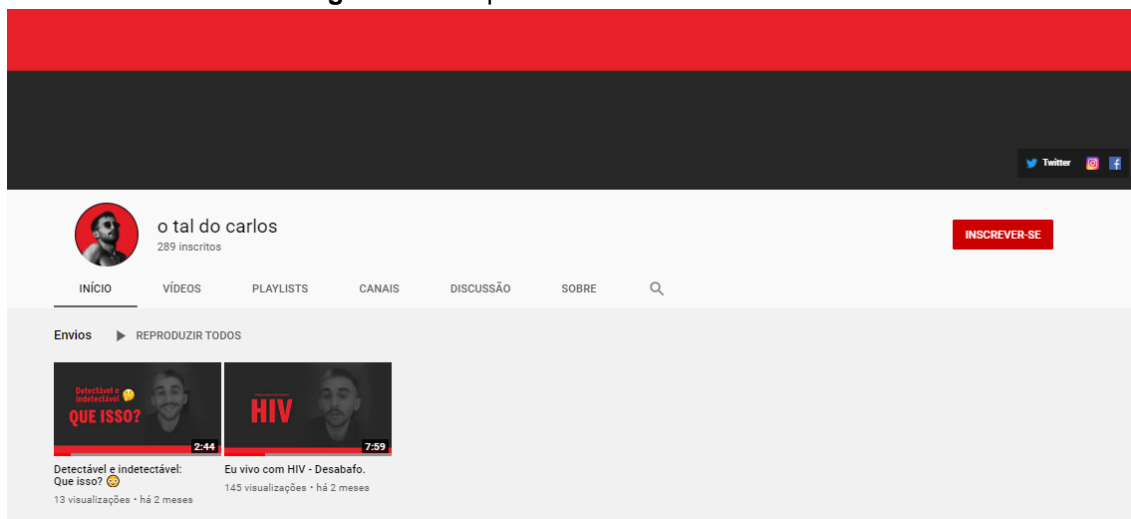 Twitter
o tal do carlos
289 inscritos
INSCREVER-SE
INÍCIO VÍDEOS PLAYLISTS CANAIS DISCUSSÃO SOBRE
Envios REPRODUZIR TODOS
Detectável e
indetectável 🤔
QUE ISSO?
2:44
HIV
7:59
Detectável e indetectável:
Que isso? 😳
13 visualizações • há 2 meses
Eu vivo com HIV - Desabafo.
145 visualizações • há 2 meses